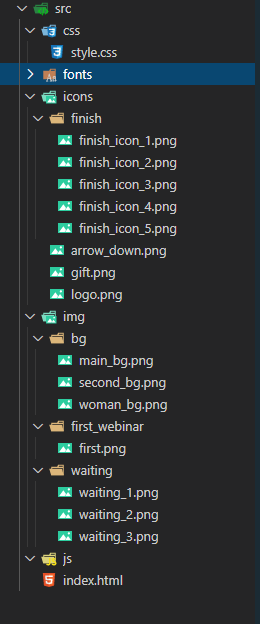 src
css
style.css
fonts
icons
finish
finish_icon_1.png
finish_icon_2.png
finish_icon_3.png
finish_icon_4.png
finish_icon_5.png
arrow_down.png
gift.png
logo.png
img
bg
main_bg.png
second_bg.png
woman_bg.png
first_webinar
first.png
waiting
waiting_1.png
waiting_2.png
waiting_3.png
js
index.html